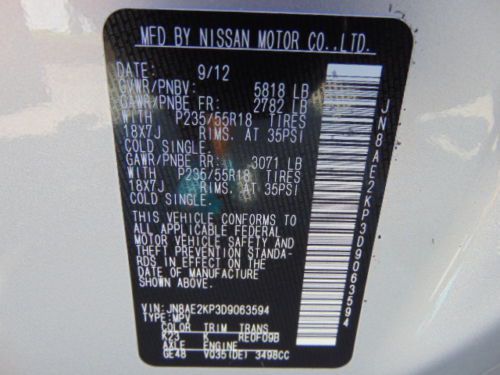 MFD BY NISSAN MOTOR CO.,LTD.
DATE: 9/12
GVWR/PNBV: 5818 LB
GAWR/PNBE FR: 2782 LB
WITH P235/55R18 TIRES
18X7J RIMS. AT 35PSI
COLD SINGLE.
GAWR/PNBE RR: 3071 LB
WITH P235/55R18 TIRES
18X7J RIMS. AT 35PSI
COLD SINGLE.
THIS VEHICLE CONFORMS TO
ALL APPLICABLE FEDERAL
MOTOR VEHICLE SAFETY AND
THEFT PREVENTION STANDA-
RDS IN EFFECT ON THE
DATE OF MANUFACTURE
SHOWN ABOVE.
VIN: JN8AE2KP3D9063594
TYPE: MPV
COLOR TRIM TRANS
K23 K RE0F09B
AXLE ENGINE
GE48 VQ35(DE) 3498CC
JN8AE2KP3D9063594